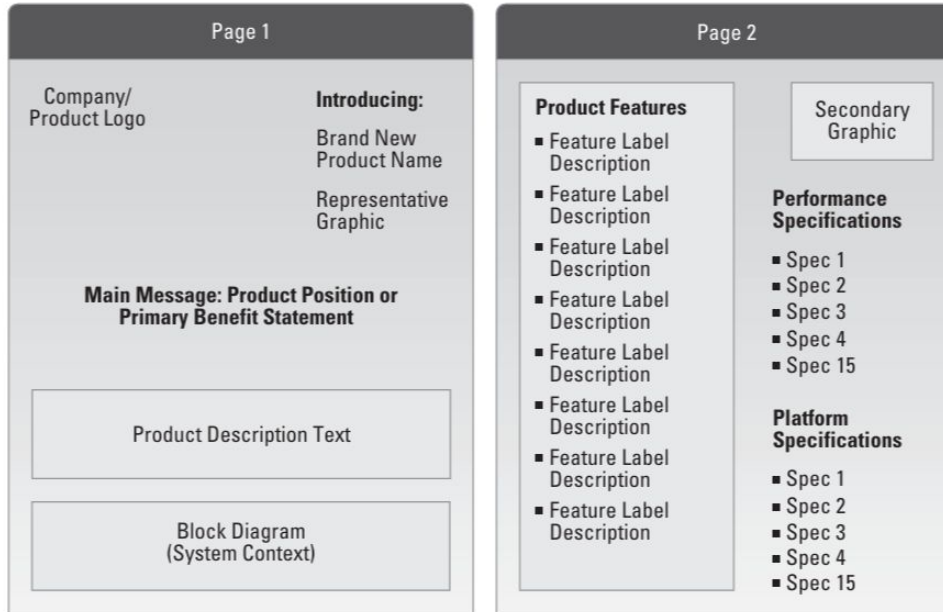 Page 1
Company/
Product Logo
Introducing:
Brand New
Product Name
Representative
Graphic
Main Message: Product Position or
Primary Benefit Statement
Product Description Text
Block Diagram
(System Context)
Page 2
Product Features
▪ Feature Label
Description
▪ Feature Label
Description
▪ Feature Label
Description
▪ Feature Label
Description
▪ Feature Label
Description
▪ Feature Label
Description
▪ Feature Label
Description
▪ Feature Label
Description
Secondary
Graphic
Performance
Specifications
▪ Spec 1
▪ Spec 2
▪ Spec 3
▪ Spec 4
▪ Spec 15
Platform
Specifications
▪ Spec 1
▪ Spec 2
▪ Spec 3
▪ Spec 4
▪ Spec 15